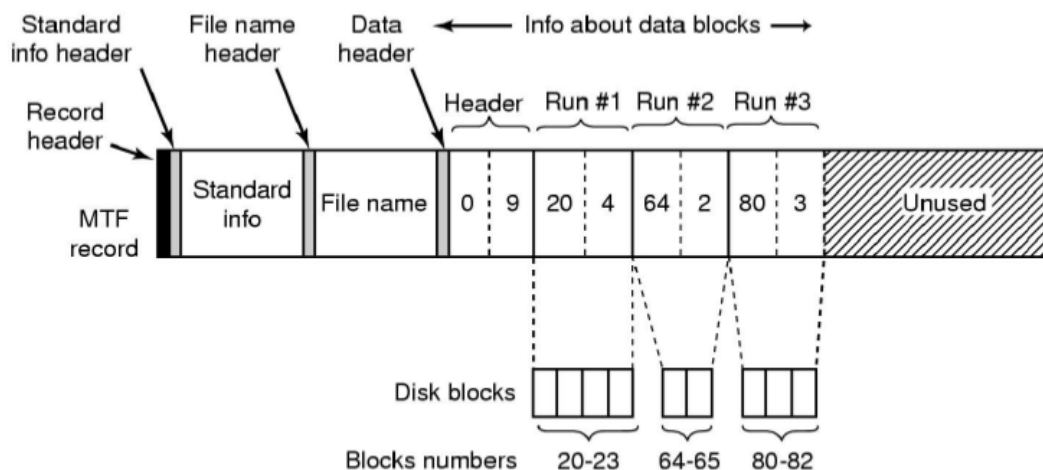 Standard info header
File name header
Data header
Info about data blocks
Record header
Header
Run #1
Run #2
Run #3
MTF record
Standard info
File name
0 9 20 4 64 2 80 3
Unused
Disk blocks
Blocks numbers 20-23 64-65 80-82